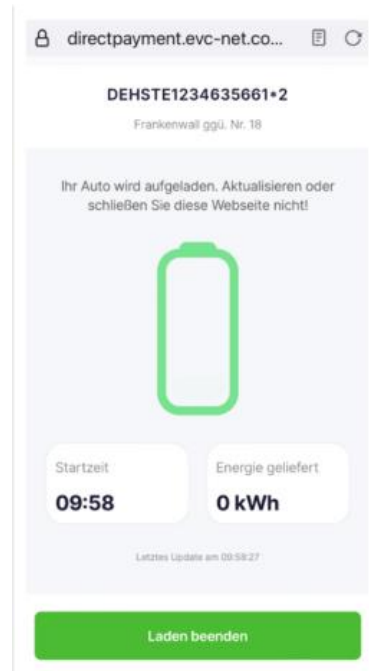 directpayment.evc-net.co...
DEHSTE1234635661*2
Frankenwall ggü. Nr. 18
Ihr Auto wird aufgeladen. Aktualisieren oder
schließen Sie diese Webseite nicht!
Startzeit
09:58
Energie geliefert
0 kWh
Letztes Update am 09:58:27
Laden beenden